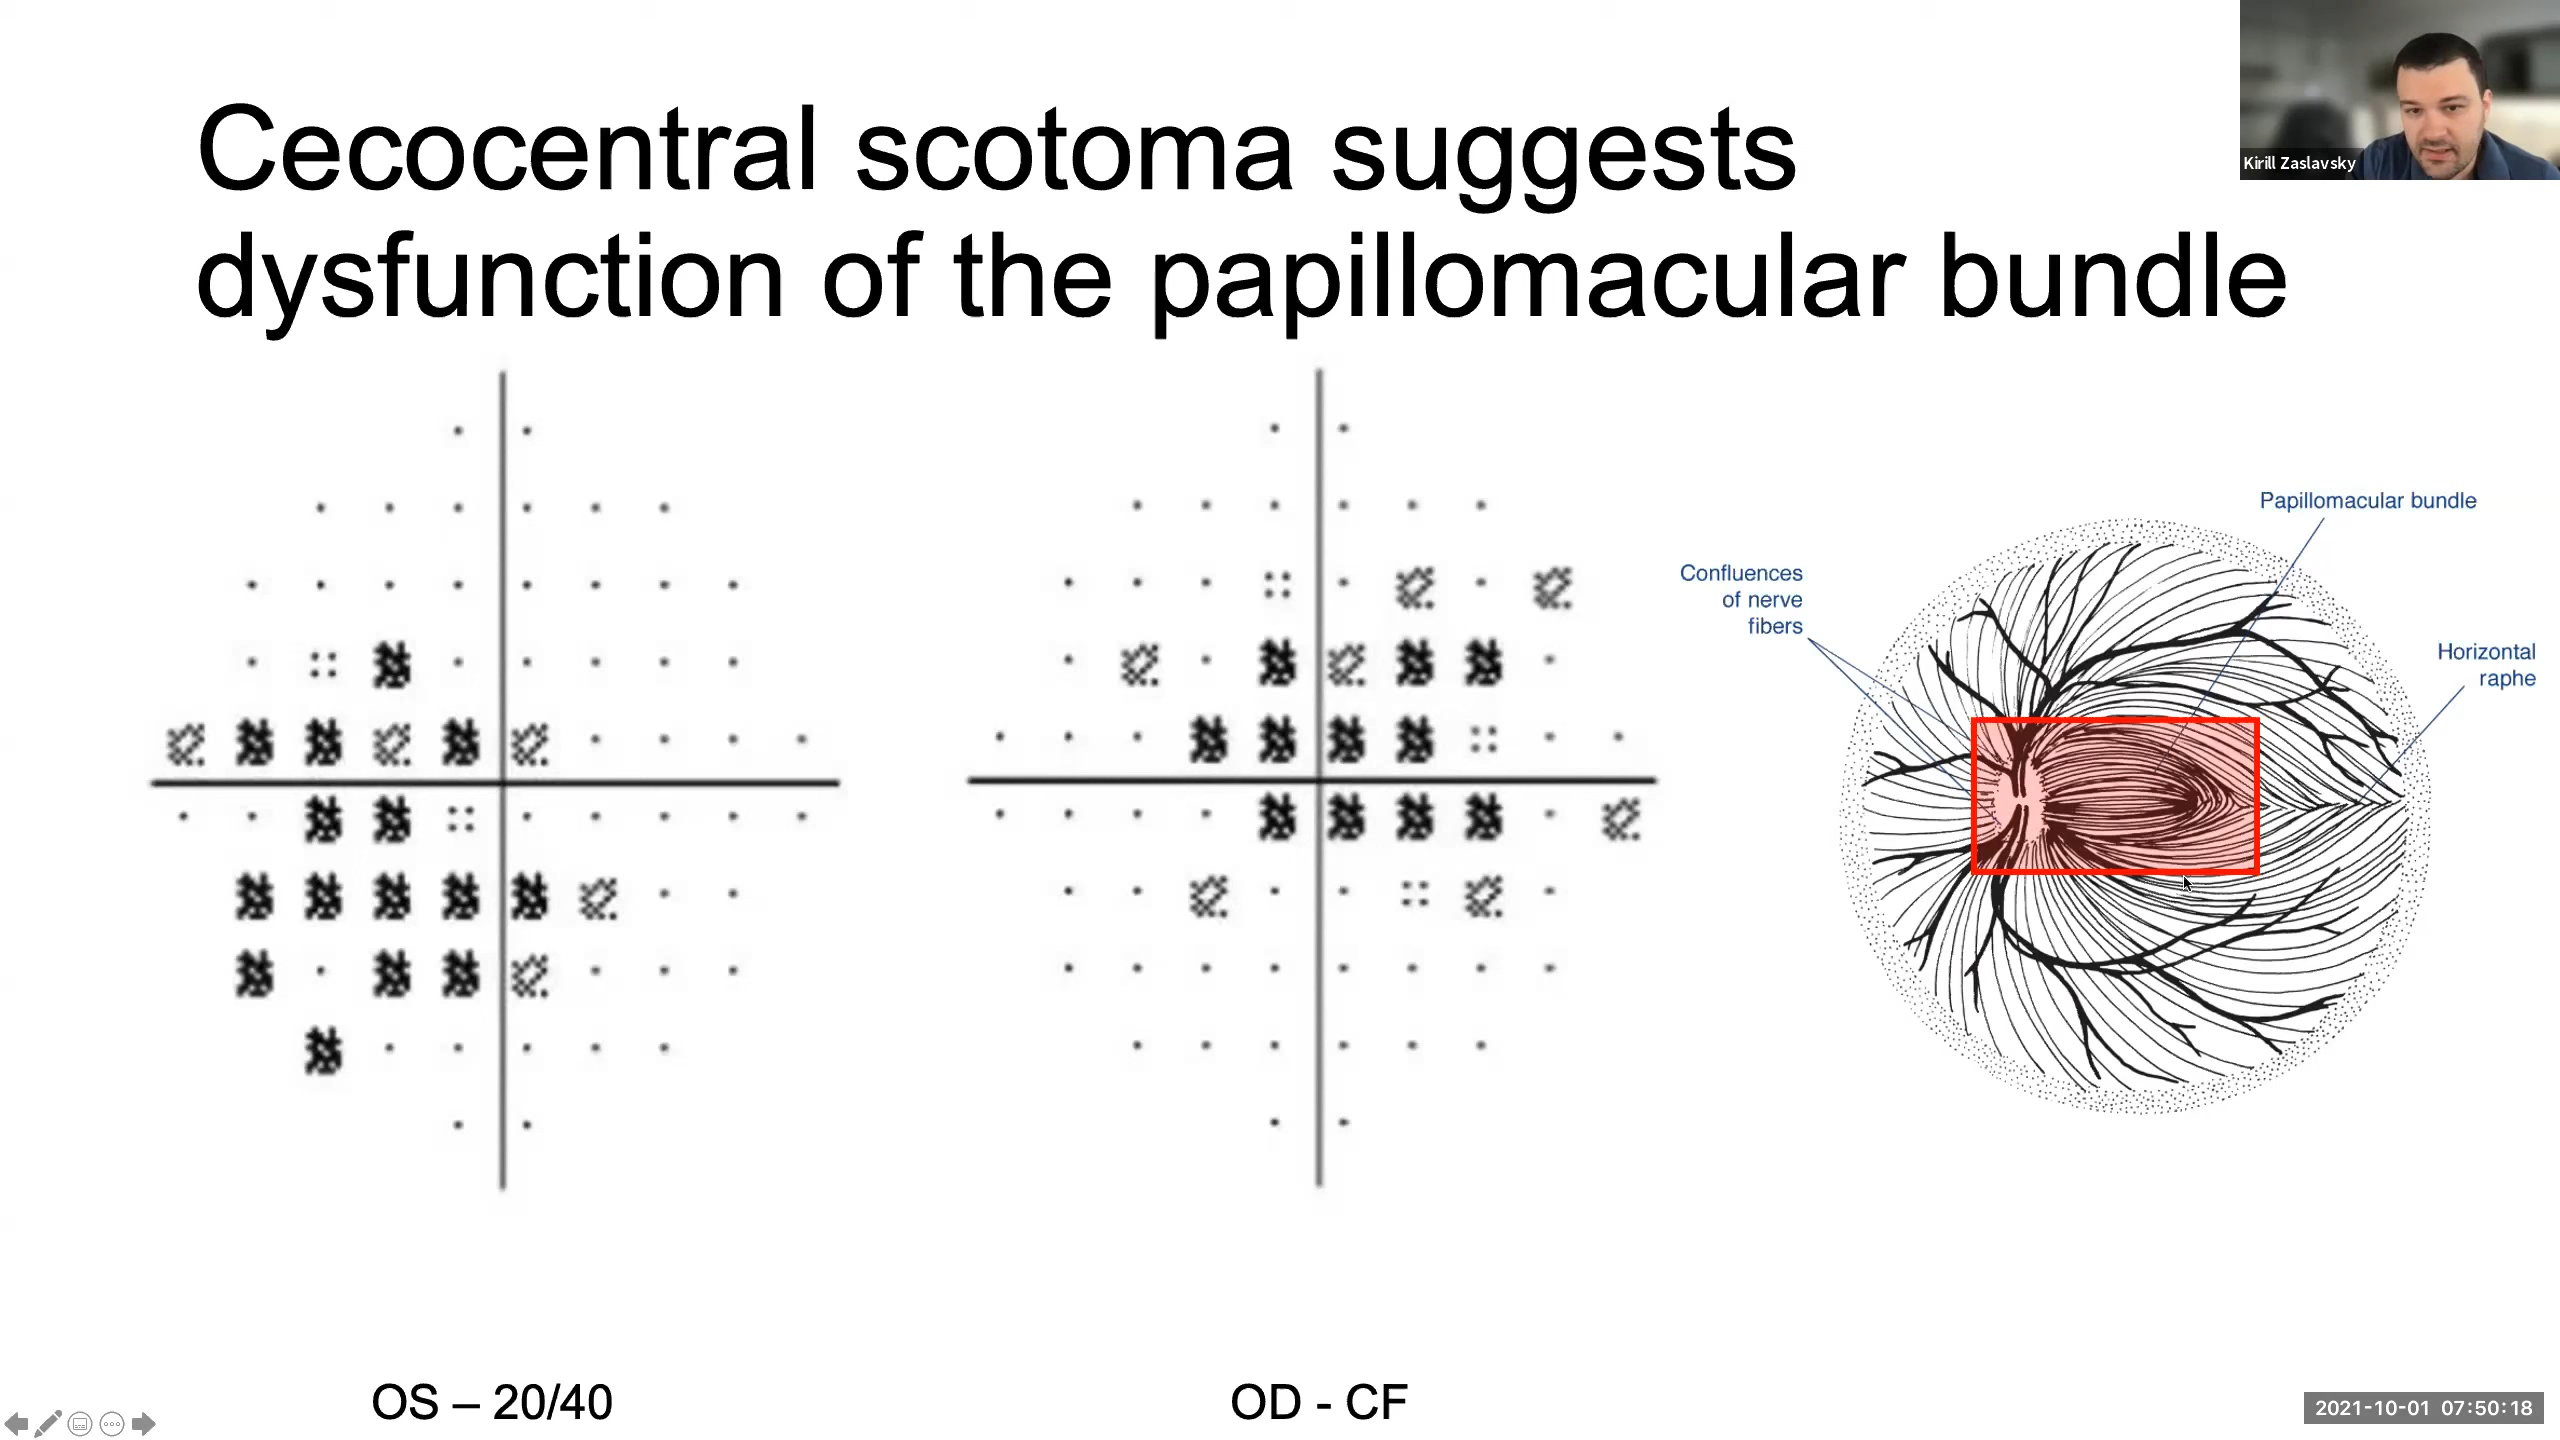 Cecocentral scotoma suggests
dysfunction of the papillomacular bundle
Kirill Zaslavsky
Papillomacular bundle
Confluences
of nerve
fibers
Horizontal
raphe
OS – 20/40
OD - CF
2021-10-01 07:50:18